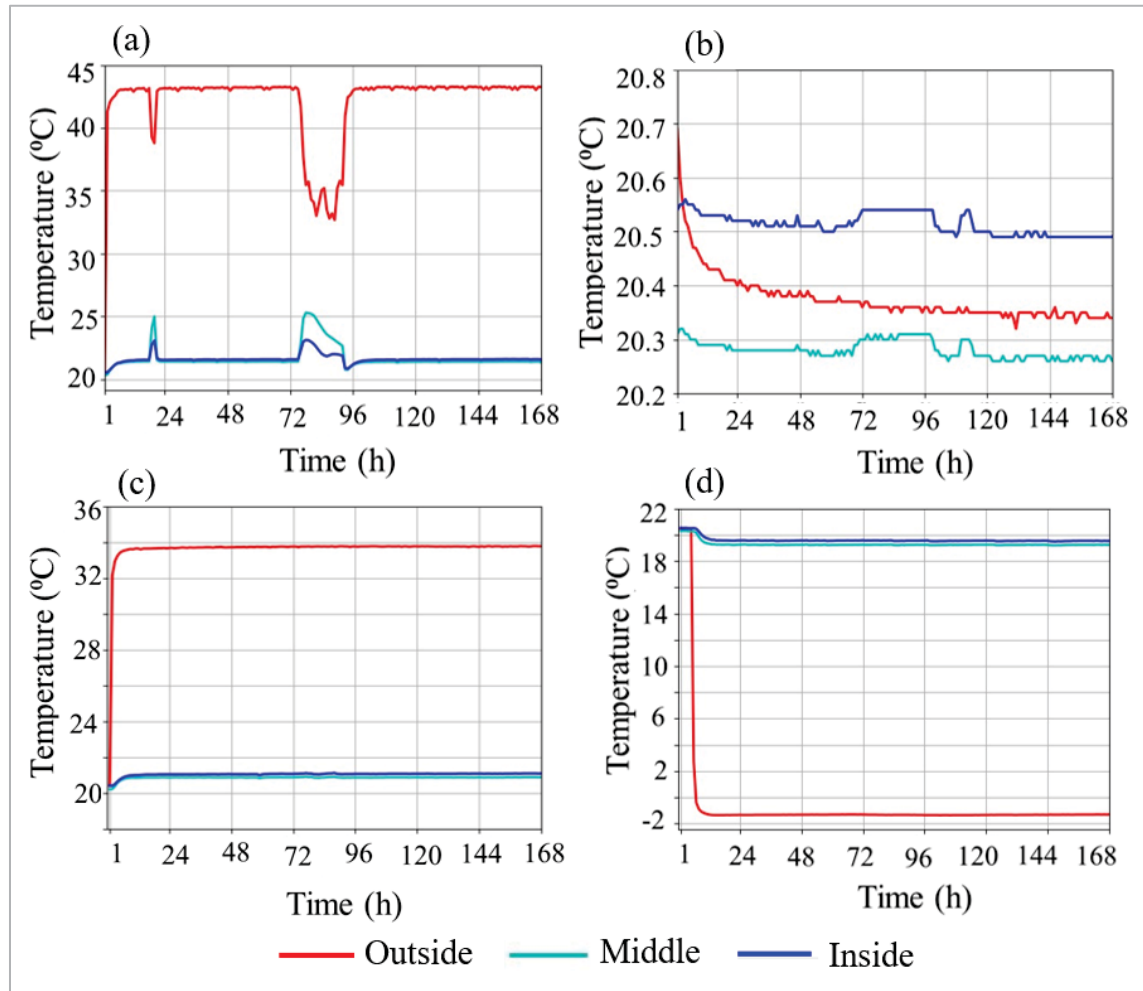 (a)
45
40
35
30
25
20
Temperature (ºC)
1 24 48 72 96 120 144 168
Time (h)
(b)
20.8
20.7
20.6
20.5
20.4
20.3
20.2
Temperature (ºC)
1 24 48 72 96 120 144 168
Time (h)
(c)
36
32
28
24
20
Temperature (ºC)
1 24 48 72 96 120 144 168
Time (h)
(d)
22
18
14
10
6
2
-2
Temperature (ºC)
1 24 48 72 96 120 144 168
Time (h)
Outside Middle Inside